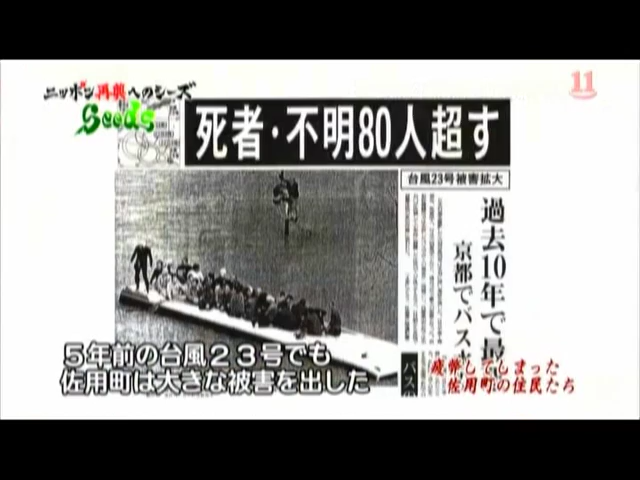 ニッポン再興へのシーズ
Seeds
11
死者・不明80人超す
台風23号被害拡大
過去10年で最
京都でバス水
バス
5年前の台風23号でも
佐用町は大きな被害を出した
疲弊してしまった
佐用町の住民たち